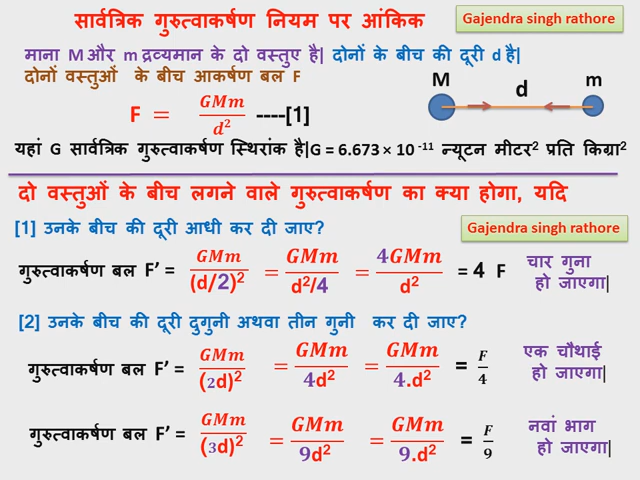 सार्वत्रिक गुरुत्वाकर्षण नियम पर आंकिक
Gajendra singh rathore
माना M और m द्रव्यमान के दो वस्तुए है| दोनों के बीच की दूरी d है|
दोनों वस्तुओं के बीच आकर्षण बल F
M d m
F = GMm/d² ----[1]
यहां G सार्वत्रिक गुरुत्वाकर्षण स्थिरांक है|G = 6.673 × 10 ⁻¹¹ न्यूटन मीटर² प्रति किग्रा²
दो वस्तुओं के बीच लगने वाले गुरुत्वाकर्षण का क्या होगा, यदि
[1] उनके बीच की दूरी आधी कर दी जाए?
Gajendra singh rathore
गुरुत्वाकर्षण बल F’ = GMm/(d/2)² = GMm/d²/4 = 4GMm/d² = 4 F चार गुना
हो जाएगा|
[2] उनके बीच की दूरी दुगुनी अथवा तीन गुनी कर दी जाए?
गुरुत्वाकर्षण बल F’ = GMm/(2d)² = GMm/4d² = GMm/4.d² = F/4 एक चौथाई
हो जाएगा|
गुरुत्वाकर्षण बल F’ = GMm/(3d)² = GMm/9d² = GMm/9.d² = F/9 नवां भाग
हो जाएगा|